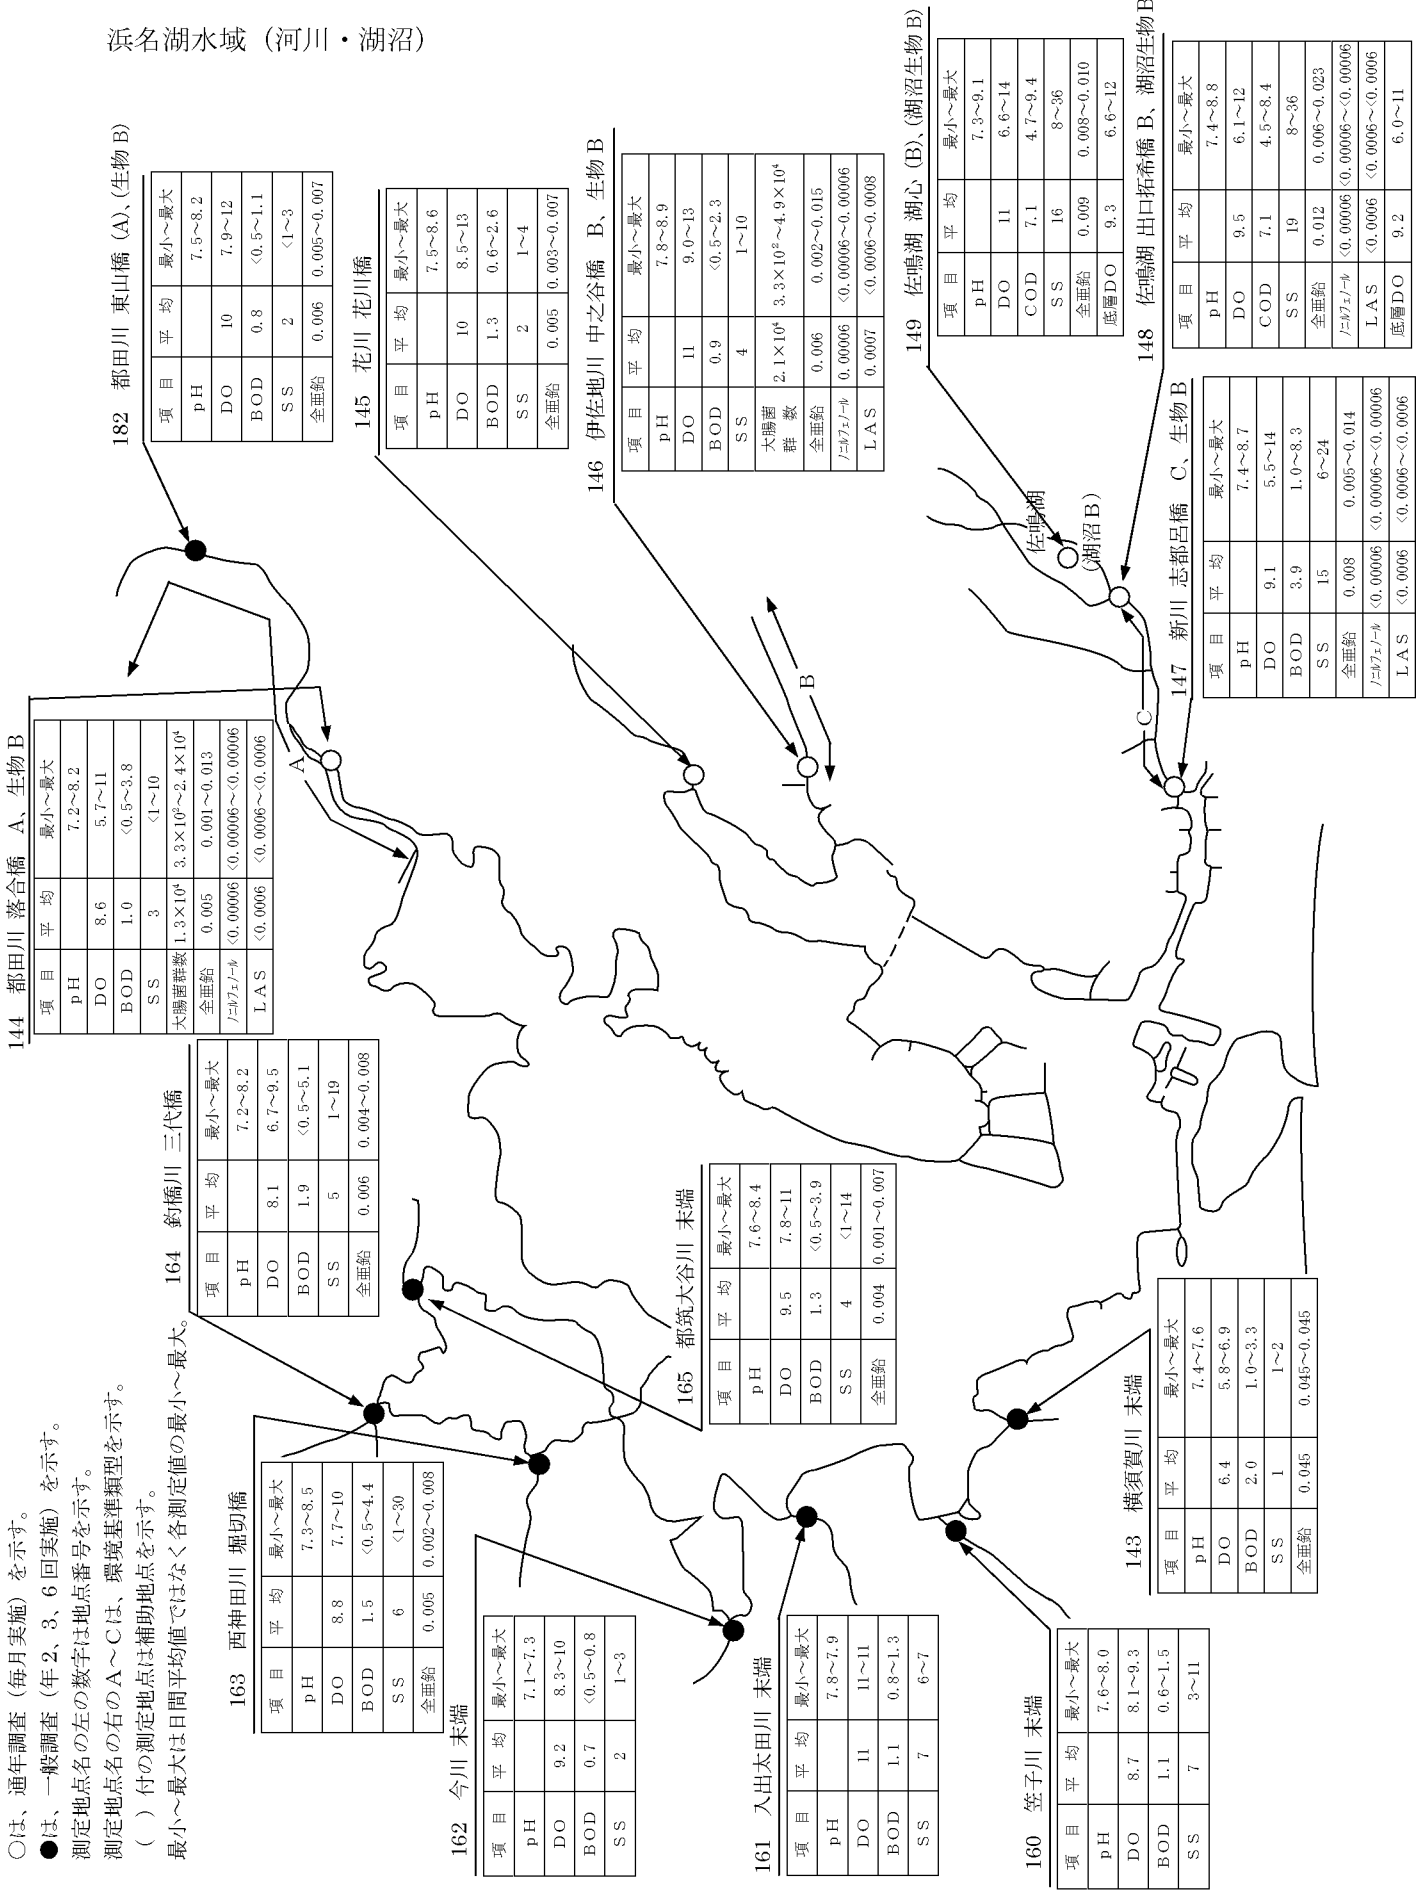 浜名湖水域（河川・湖沼）
○は、通年調査（毎月実施）を示す。
●は、一般調査（年２、３、６回実施）を示す。
測定地点名の左の数字は地点番号を示す。
測定地点名の右のＡ～Ｃは、環境基準類型を示す。
（　）付の測定地点は補助地点を示す。
最小～最大は日間平均値ではなく各測定値の最小～最大。
144　都田川 落合橋　A、生物B
項　目　平　均　最小～最大
pH　7.2～8.2
DO　8.6　5.7～11
BOD　1.0　<0.5～3.8
SS　3　<1～10
大腸菌群数　1.3×10⁴　3.3×10²～2.4×10⁴
全亜鉛　0.005　0.001～0.013
ﾉﾆﾙﾌｪﾉｰﾙ　<0.00006　<0.00006～<0.00006
LAS　<0.0006　<0.0006～<0.0006
182　都田川 東山橋（A）、（生物B）
項　目　平　均　最小～最大
pH　7.5～8.2
DO　10　7.9～12
BOD　0.8　<0.5～1.1
SS　2　<1～3
全亜鉛　0.006　0.005～0.007
164　釣橋川 三代橋
項　目　平　均　最小～最大
pH　7.2～8.2
DO　8.1　6.7～9.5
BOD　1.9　<0.5～5.1
SS　5　1～19
全亜鉛　0.006　0.004～0.008
163　西神田川 堀切橋
項　目　平　均　最小～最大
pH　7.3～8.5
DO　8.8　7.7～10
BOD　1.5　<0.5～4.4
SS　6　<1～30
全亜鉛　0.005　0.002～0.008
145　花川 花川橋
項　目　平　均　最小～最大
pH　7.5～8.6
DO　10　8.5～13
BOD　1.3　0.6～2.6
SS　2　1～4
全亜鉛　0.005　0.003～0.007
162　今川 末端
項　目　平　均　最小～最大
pH　7.1～7.3
DO　9.2　8.3～10
BOD　0.7　<0.5～0.8
SS　2　1～3
146　伊佐地川 中之谷橋　B、生物B
項　目　平　均　最小～最大
pH　7.8～8.9
DO　11　9.0～13
BOD　0.9　<0.5～2.3
SS　4　1～10
大腸菌群　数　2.1×10⁴　3.3×10²～4.9×10⁴
全亜鉛　0.006　0.002～0.015
ﾉﾆﾙﾌｪﾉｰﾙ　0.00006　<0.00006～0.00006
LAS　0.0007　<0.0006～0.0008
165　都筑大谷川 末端
項　目　平　均　最小～最大
pH　7.6～8.4
DO　9.5　7.8～11
BOD　1.3　<0.5～3.9
SS　4　<1～14
全亜鉛　0.004　0.001～0.007
161　入出太田川 末端
項　目　平　均　最小～最大
pH　7.8～7.9
DO　11　11～11
BOD　1.1　0.8～1.3
SS　7　6～7
149　佐鳴湖 湖心（B）、（湖沼生物B）
項　目　平　均　最小～最大
pH　7.3～9.1
DO　11　6.6～14
COD　7.1　4.7～9.4
SS　16　8～36
全亜鉛　0.009　0.008～0.010
底層DO　9.3　6.6～12
160　笠子川 末端
項　目　平　均　最小～最大
pH　7.6～8.0
DO　8.7　8.1～9.3
BOD　1.1　0.6～1.5
SS　7　3～11
148　佐鳴湖 出口拓希橋B、湖沼生物B
項　目　平　均　最小～最大
pH　7.4～8.8
DO　9.5　6.1～12
COD　7.1　4.5～8.4
SS　19　8～36
全亜鉛　0.012　0.006～0.023
ﾉﾆﾙﾌｪﾉｰﾙ　<0.00006　<0.00006～<0.00006
LAS　<0.0006　<0.0006～<0.0006
底層DO　9.2　6.0～11
143　横須賀川 末端
項　目　平　均　最小～最大
pH　7.4～7.6
DO　6.4　5.8～6.9
BOD　2.0　1.0～3.3
SS　1　1～2
全亜鉛　0.045　0.045～0.045
147　新川 志都呂橋　C、生物B
項　目　平　均　最小～最大
pH　7.4～8.7
DO　9.1　5.5～14
BOD　3.9　1.0～8.3
SS　15　6～24
全亜鉛　0.008　0.005～0.014
ﾉﾆﾙﾌｪﾉｰﾙ　<0.00006　<0.00006～<0.00006
LAS　<0.0006　<0.0006～<0.0006
A
B
C
佐鳴湖
（湖沼B）